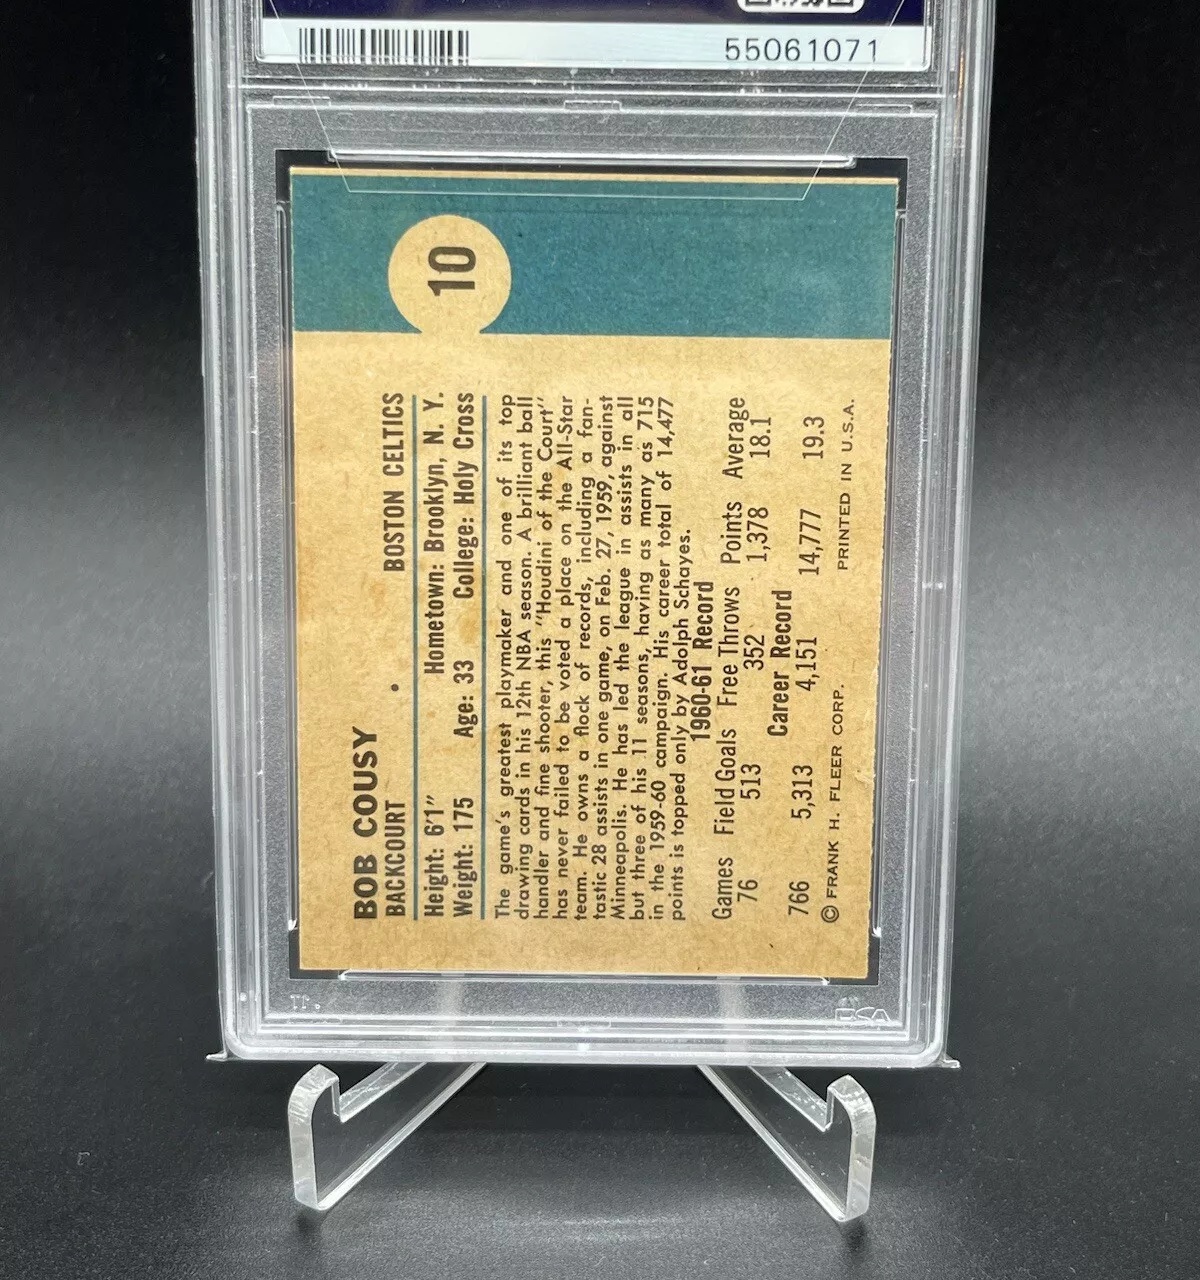 55061071
10
BOB COUSY
BACKCOURT BOSTON CELTICS
Height: 6'1" Hometown: Brooklyn, N. Y.
Weight: 175 Age: 33 College: Holy Cross
The game's greatest playmaker and one of its top
drawing cards in his 12th NBA season. A brilliant ball
handler and fine shooter, this "Houdini of the Court"
has never failed to be voted a place on the All-Star
team. He owns a flock of records, including a fan-
tastic 28 assists in one game, on Feb. 27, 1959, against
Minneapolis. He has led the league in assists in all
but three of his 11 seasons, having as many as 715
in the 1959-60 campaign. His career total of 14,477
points is topped only by Adolph Schayes.
1960-61 Record
Games Field Goals Free Throws Points Average
76 513 352 1,378 18.1
Career Record
766 5,313 4,151 14,777 19.3
© FRANK H. FLEER CORP. PRINTED IN U.S.A.
PSA